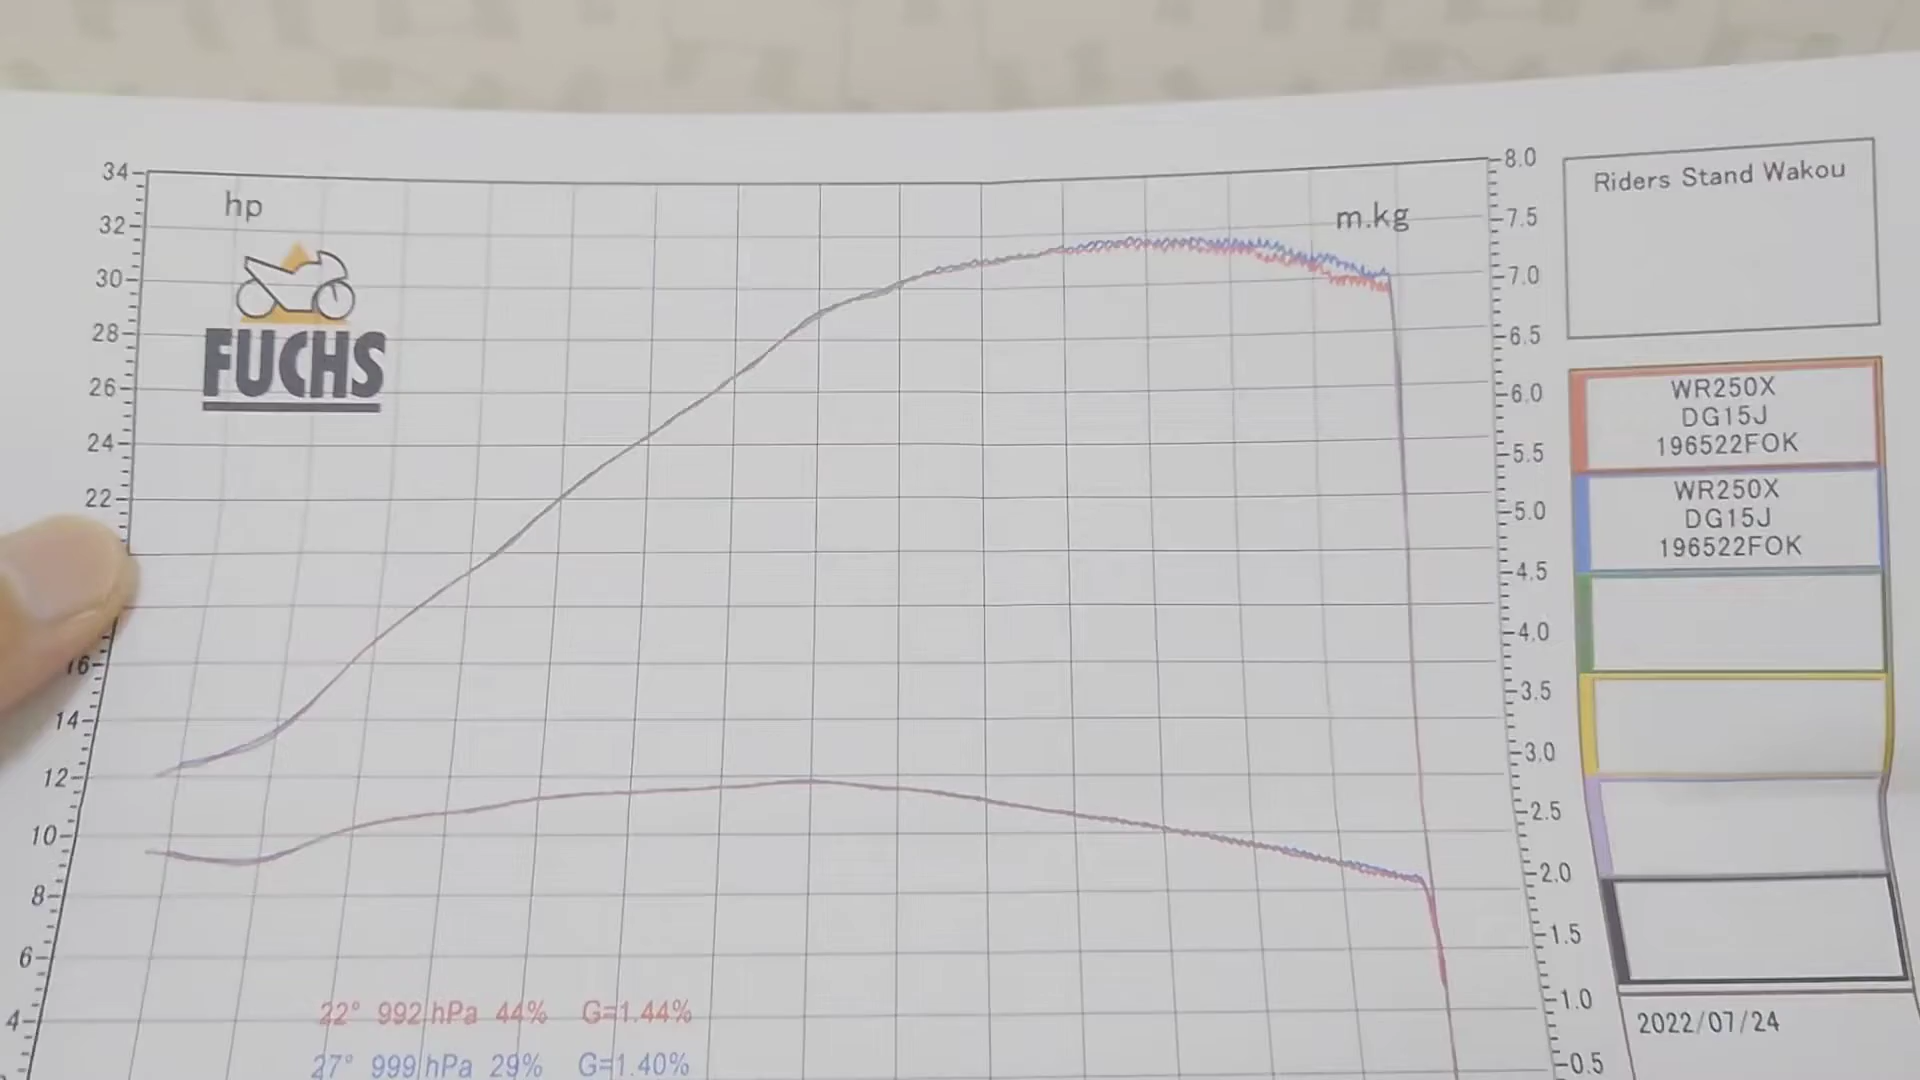 hp
m.kg
FUCHS
34
32
30
28
26
24
22
16
14
12
10
8
6
4
8.0
7.5
7.0
6.5
6.0
5.5
5.0
4.5
4.0
3.5
3.0
2.5
2.0
1.5
1.0
0.5
22° 992 hPa 44% G=1.44%
27° 999 hPa 29% G=1.40%
Riders Stand Wakou
WR250X
DG15J
196522FOK
WR250X
DG15J
196522FOK
2022/07/24